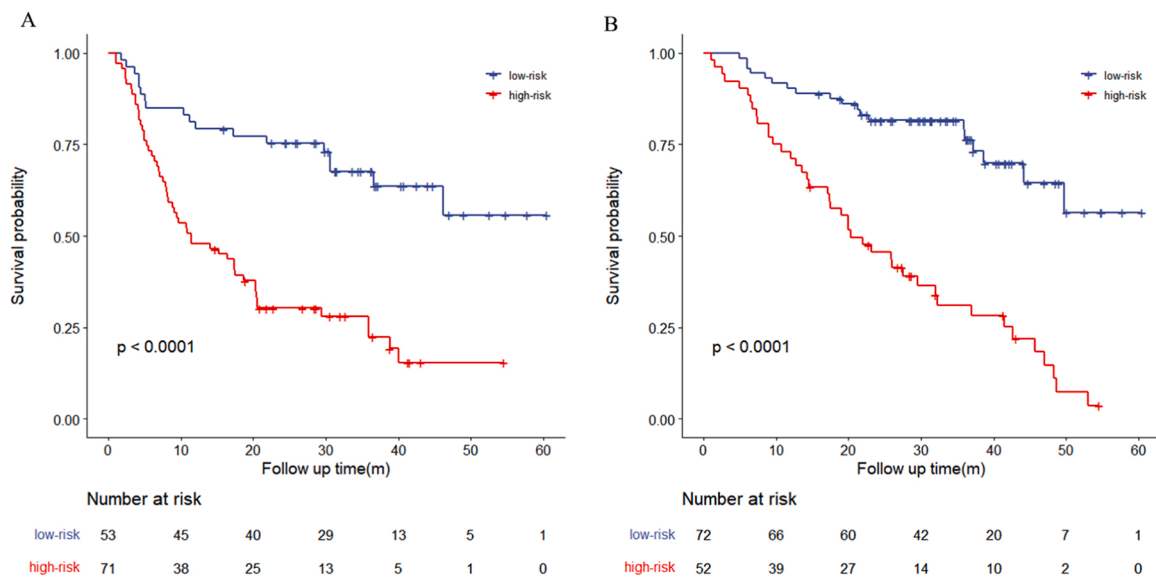 A
1.00
0.75
0.50
0.25
0.00
Survival probability
low-risk
high-risk
p < 0.0001
0 10 20 30 40 50 60
Follow up time(m)
Number at risk
low-risk 53 45 40 29 13 5 1
high-risk 71 38 25 13 5 1 0
B
1.00
0.75
0.50
0.25
0.00
Survival probability
low-risk
high-risk
p < 0.0001
0 10 20 30 40 50 60
Follow up time(m)
Number at risk
low-risk 72 66 60 42 20 7 1
high-risk 52 39 27 14 10 2 0